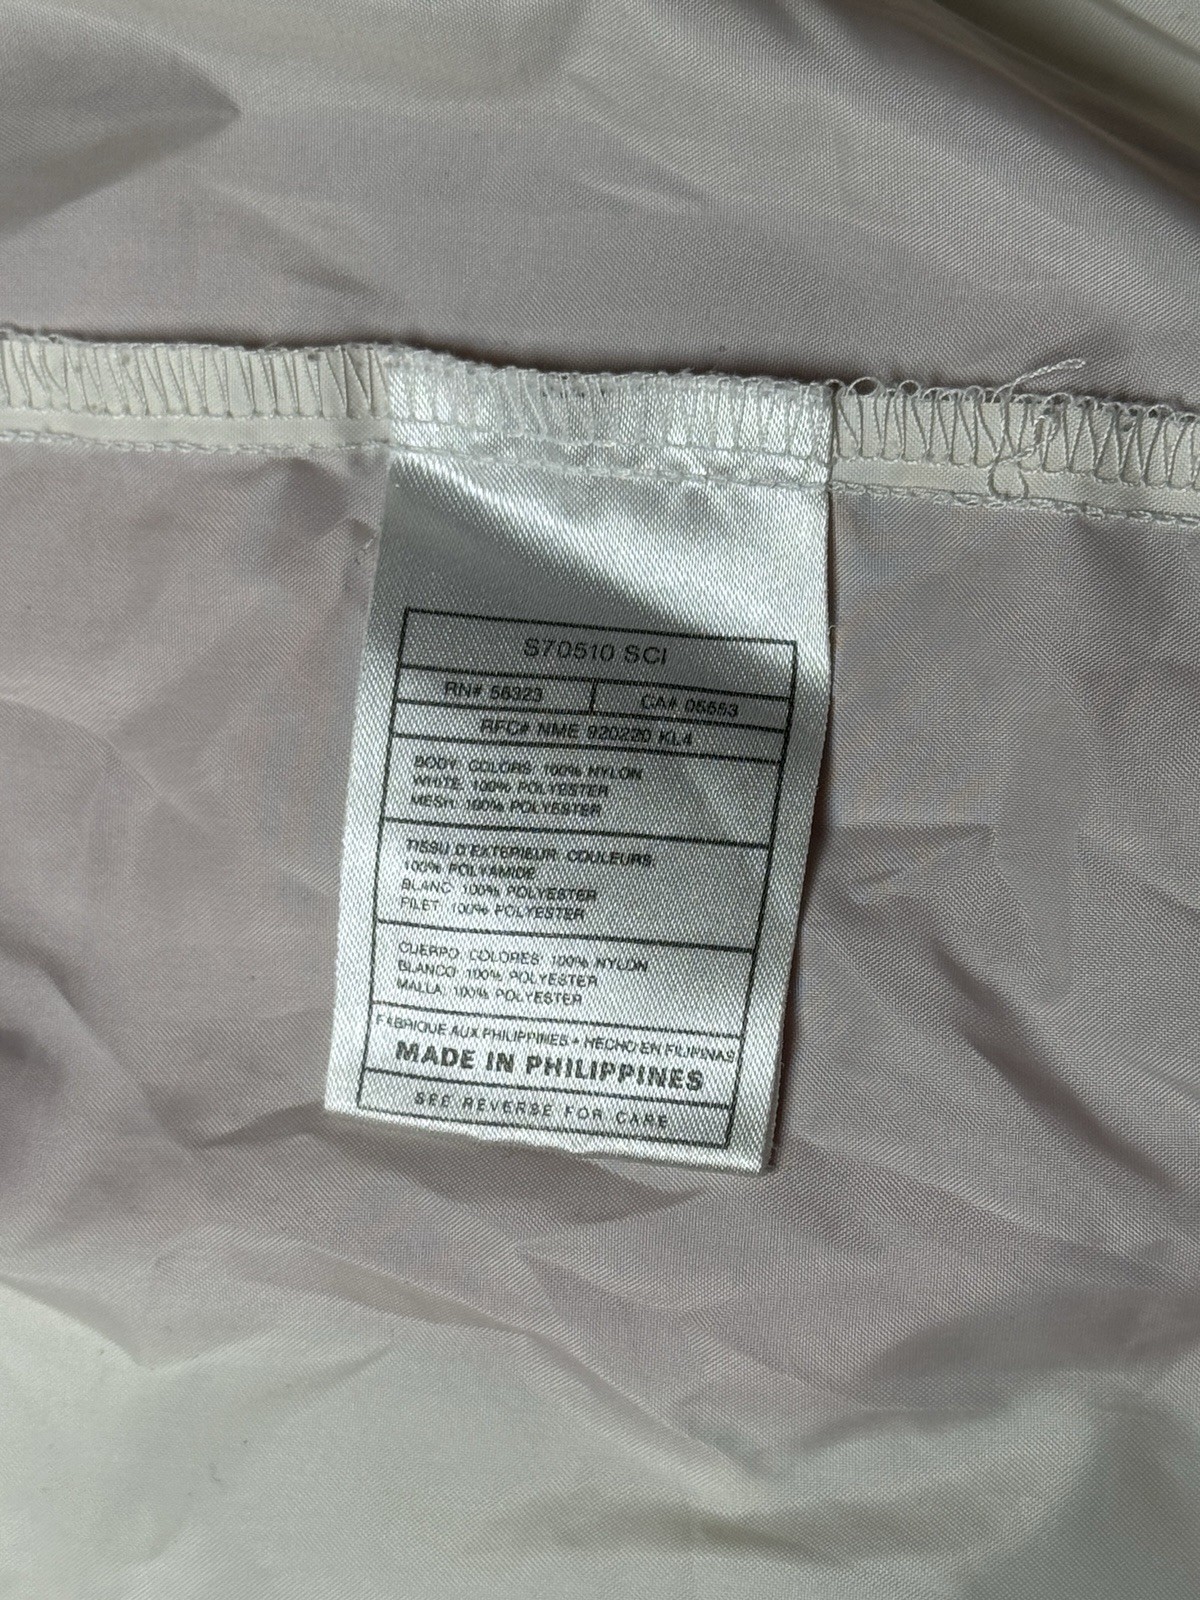 S70510 SCI
RN# 56323 CA# 05553
RFC# NME 920220 KL4
BODY: COLORS: 100% NYLON
WHITE: 100% POLYESTER
MESH: 100% POLYESTER
TISSU D'EXTERIEUR: COULEURS:
100% POLYAMIDE
BLANC: 100% POLYESTER
FILET: 100% POLYESTER
CUERPO: COLORES: 100% NYLON
BLANCO: 100% POLYESTER
MALLA: 100% POLYESTER
FABRIQUE AUX PHILIPPINES • HECHO EN FILIPINAS
MADE IN PHILIPPINES
SEE REVERSE FOR CARE